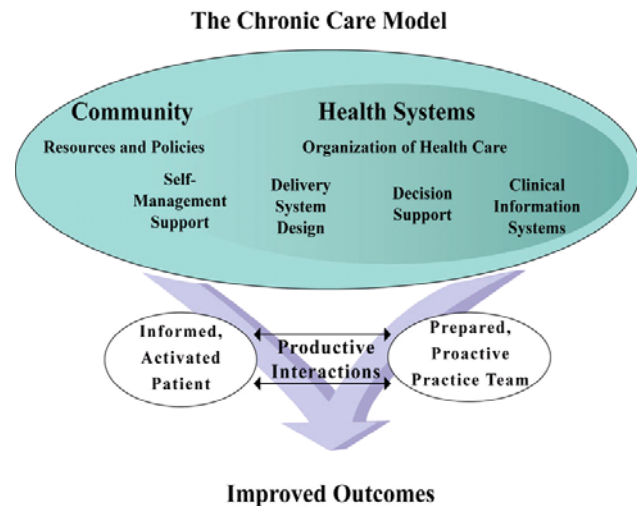 The Chronic Care Model
Community
Health Systems
Resources and Policies
Organization of Health Care
Self-
Management
Support
Delivery
System
Design
Decision
Support
Clinical
Information
Systems
Informed,
Activated
Patient
Productive
Interactions
Prepared,
Proactive
Practice Team
Improved Outcomes